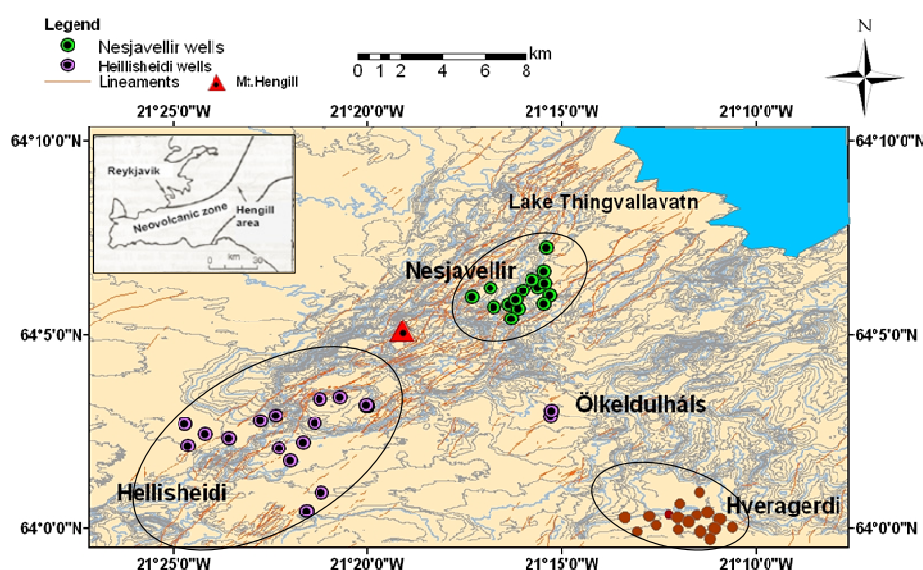 Legend
Nesjavellir wells
Heillisheidi wells
Lineaments
Mt.Hengill
km
0 1 2 4 6 8
N
21°25'0"W 21°20'0"W 21°15'0"W 21°10'0"W
64°10'0"N 64°10'0"N
Reykjavik
Neovolcanic zone
Hengill
area
km
0 30
Lake Thingvallavatn
Nesjavellir
64°5'0"N 64°5'0"N
Ölkeldulháls
Hellisheidi
Hveragerdi
64°0'0"N 64°0'0"N
21°25'0"W 21°20'0"W 21°15'0"W 21°10'0"W